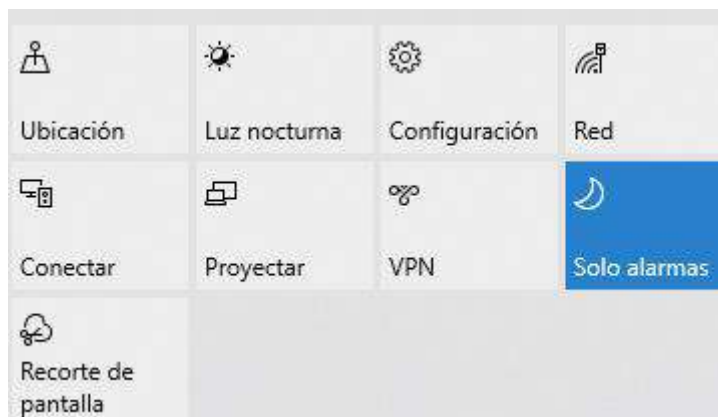 Ubicación
Luz nocturna
Configuración
Red
Conectar
Proyectar
VPN
Solo alarmas
Recorte de
pantalla